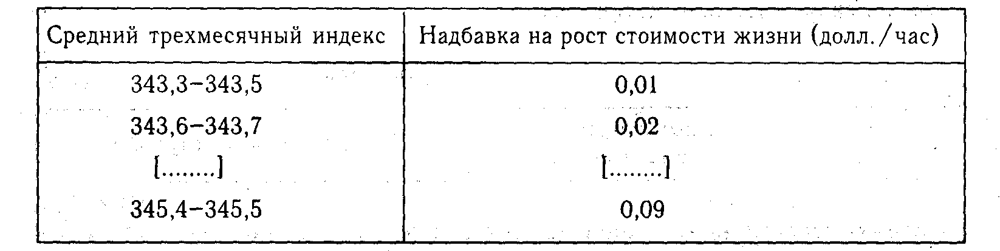 Средний трехмесячный индекс Надбавка на рост стоимости жизни (долл./час)
343,3–343,5 0,01
343,6–343,7 0,02
[........] [........]
345,4–345,5 0,09